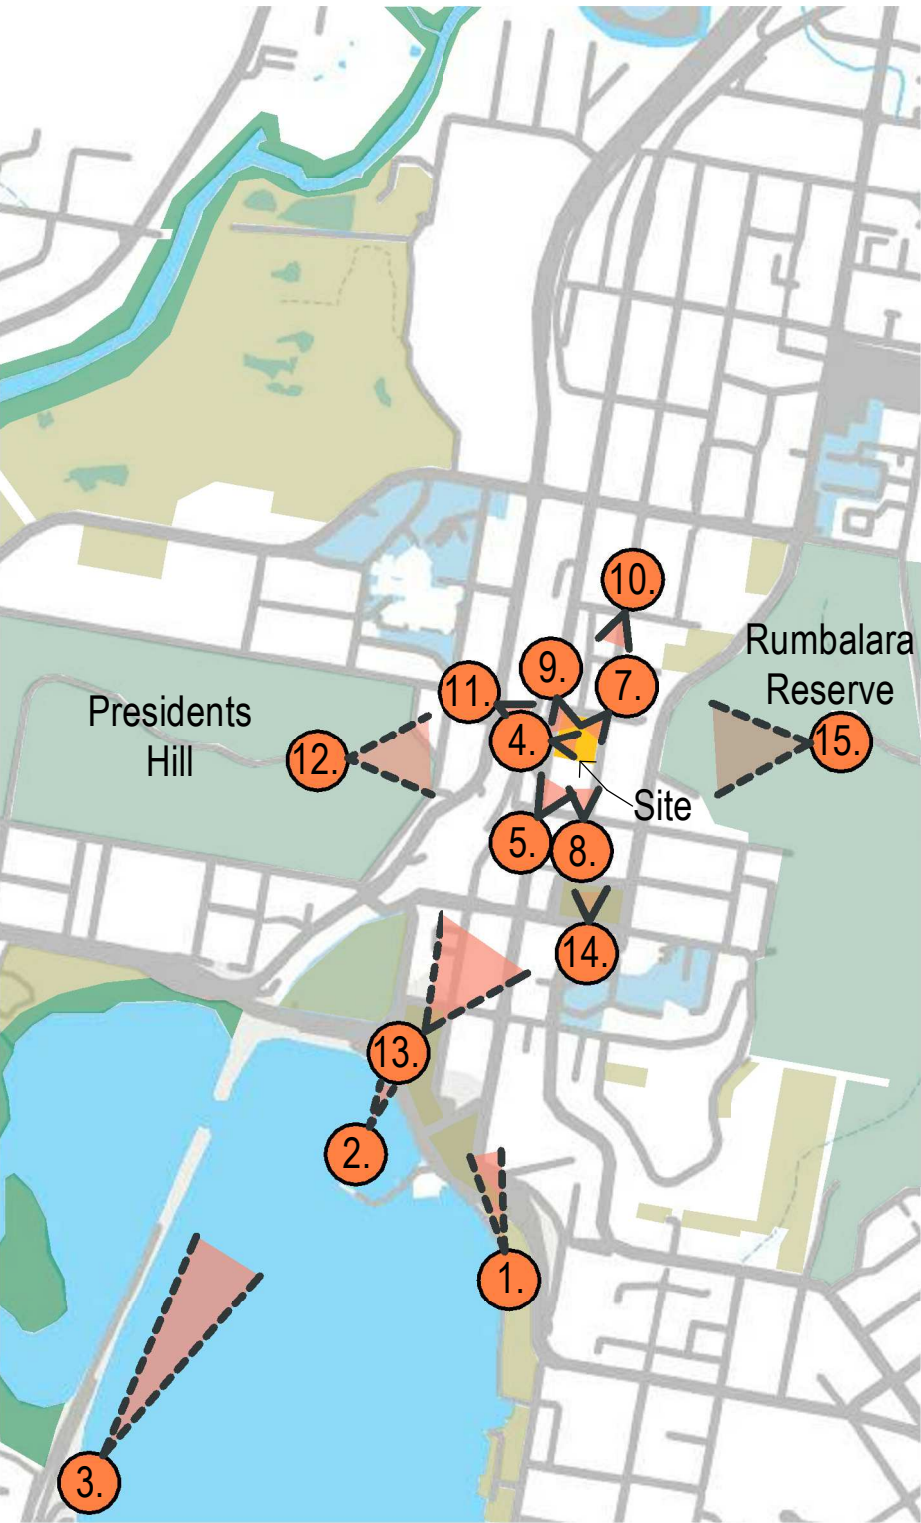 10.
Rumbalara
Reserve
9.
7.
11.
Presidents
Hill
4.
15.
12.
Site
5.
8.
14.
13.
2.
1.
3.